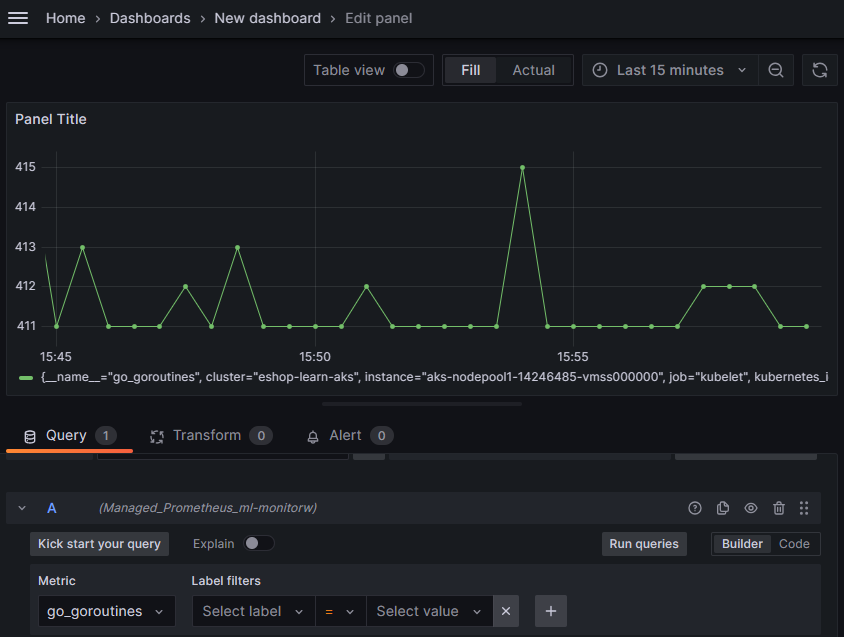 Home › Dashboards › New dashboard › Edit panel
Table view Fill Actual Last 15 minutes
Panel Title
415
414
413
412
411
15:45 15:50 15:55
{__name__="go_goroutines", cluster="eshop-learn-aks", instance="aks-nodepool1-14246485-vmss000000", job="kubelet", kubernetes_i
Query 1 Transform 0 Alert 0
A (Managed_Prometheus_ml-monitorw)
Kick start your query Explain Run queries Builder Code
Metric Label filters
go_goroutines Select label = Select value × +